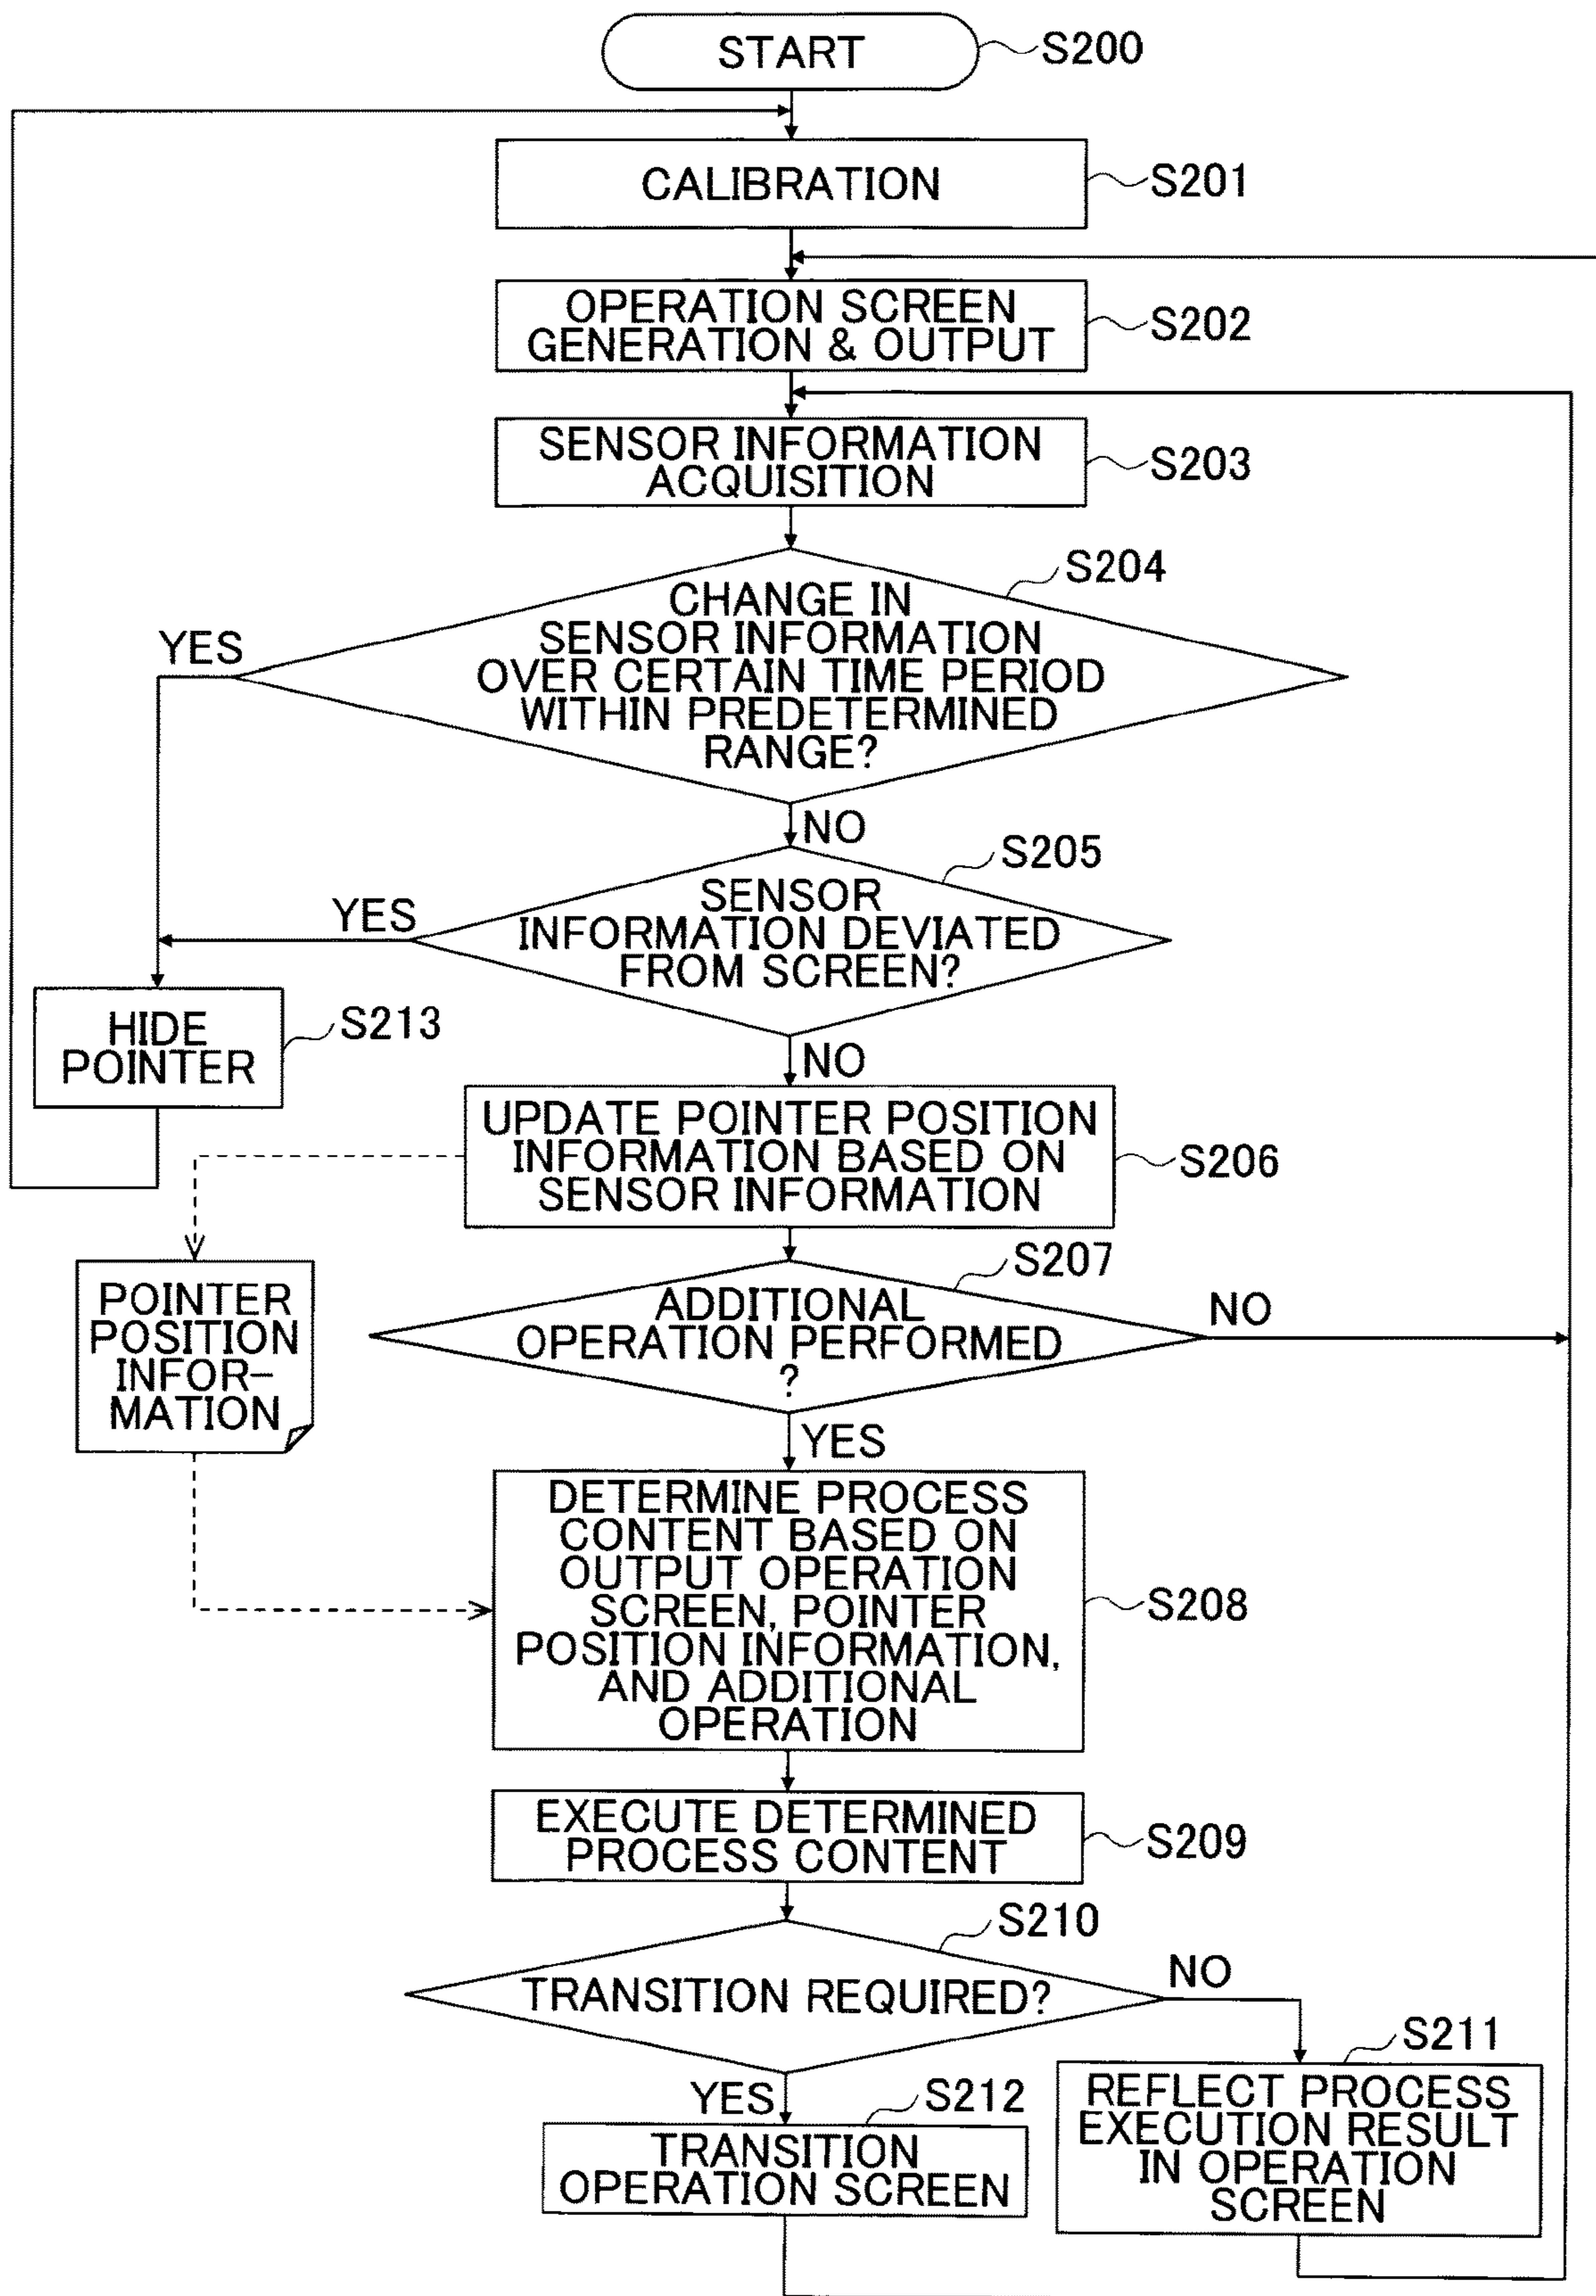 START
S200
CALIBRATION
S201
OPERATION SCREEN
GENERATION & OUTPUT
S202
SENSOR INFORMATION
ACQUISITION
S203
S204
CHANGE IN
SENSOR INFORMATION
OVER CERTAIN TIME PERIOD
WITHIN PREDETERMINED
RANGE?
YES
NO
S205
SENSOR
INFORMATION DEVIATED
FROM SCREEN?
YES
HIDE
POINTER
S213
NO
UPDATE POINTER POSITION
INFORMATION BASED ON
SENSOR INFORMATION
S206
POINTER
POSITION
INFOR-
MATION
S207
ADDITIONAL
OPERATION PERFORMED
?
NO
YES
DETERMINE PROCESS
CONTENT BASED ON
OUTPUT OPERATION
SCREEN, POINTER
POSITION INFORMATION,
AND ADDITIONAL
OPERATION
S208
EXECUTE DETERMINED
PROCESS CONTENT
S209
S210
TRANSITION REQUIRED?
NO
YES
S212
TRANSITION
OPERATION SCREEN
S211
REFLECT PROCESS
EXECUTION RESULT
IN OPERATION
SCREEN